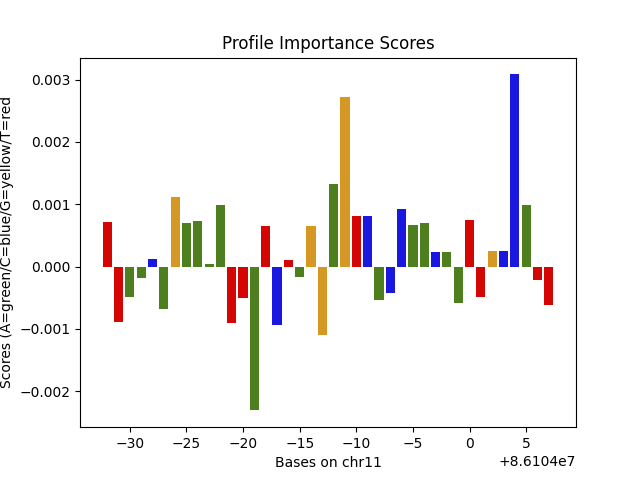 Profile Importance Scores
Scores (A=green/C=blue/G=yellow/T=red
0.003
0.002
0.001
0.000
−0.001
−0.002
−30 −25 −20 −15 −10 −5 0 5
Bases on chr11
+8.6104e7